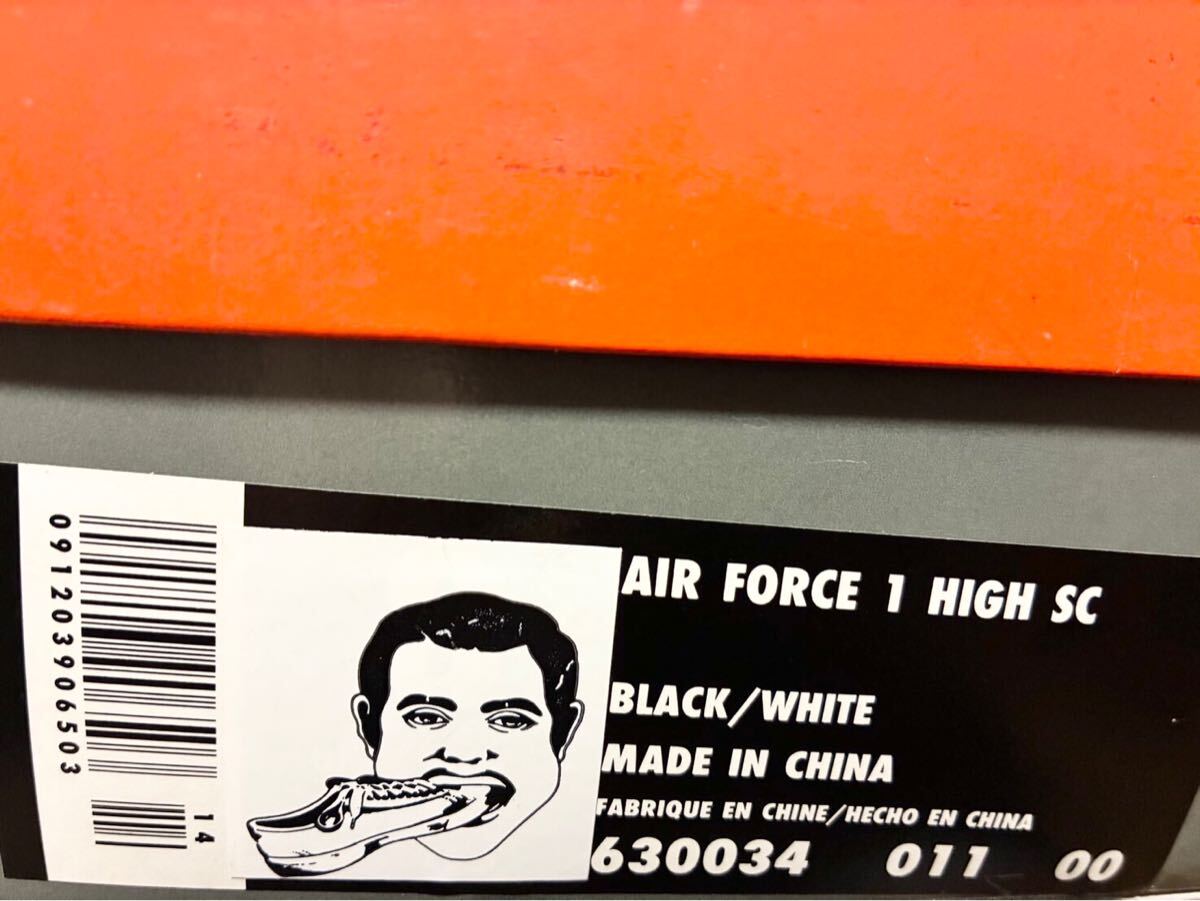 091203906503
14
AIR FORCE 1 HIGH SC
BLACK/WHITE
MADE IN CHINA
FABRIQUE EN CHINE/HECHO EN CHINA
630034 011 00